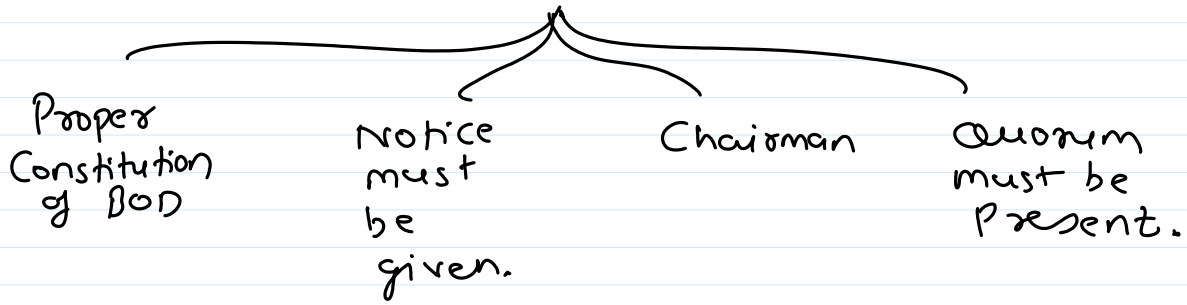 Proper
Constitution
of BOD
Notice
must
be
given.
Chairman
Quorum
must be
Present.